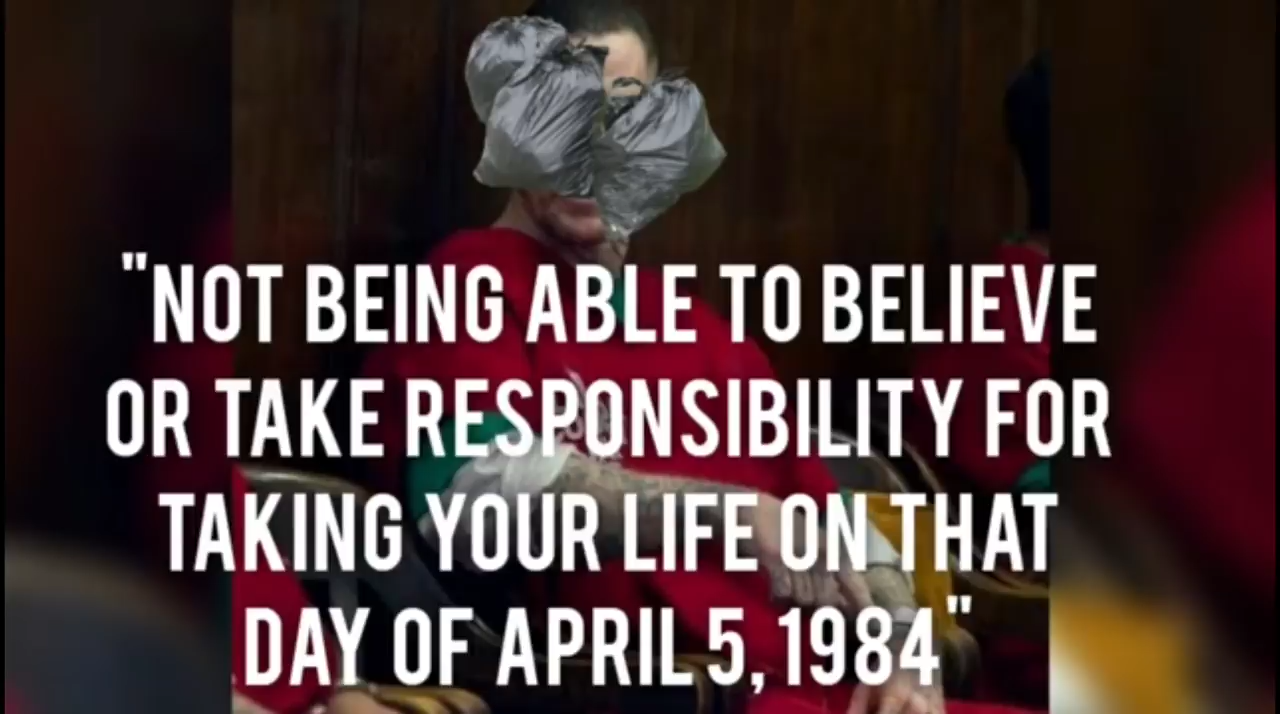 "NOT BEING ABLE TO BELIEVE
OR TAKE RESPONSIBILITY FOR
TAKING YOUR LIFE ON THAT
DAY OF APRIL 5, 1984"